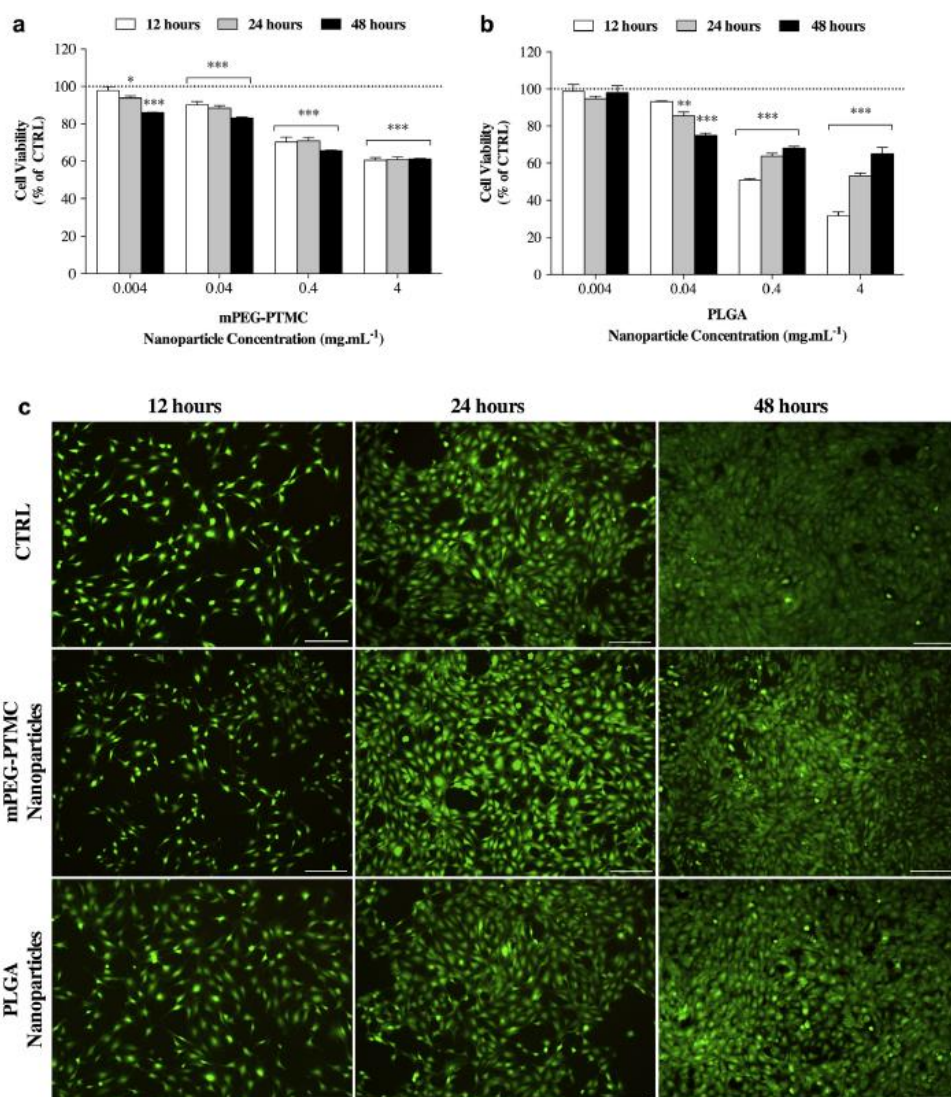 a
12 hours 24 hours 48 hours
120
100
80
60
40
20
0
Cell Viability
(% of CTRL)
*
***
***
***
***
0.004 0.04 0.4 4
mPEG-PTMC
Nanoparticle Concentration (mg.mL⁻¹)
b
12 hours 24 hours 48 hours
120
100
80
60
40
20
0
Cell Viability
(% of CTRL)
**
***
***
***
0.004 0.04 0.4 4
PLGA
Nanoparticle Concentration (mg.mL⁻¹)
c
12 hours 24 hours 48 hours
CTRL
mPEG-PTMC
Nanoparticles
PLGA
Nanoparticles